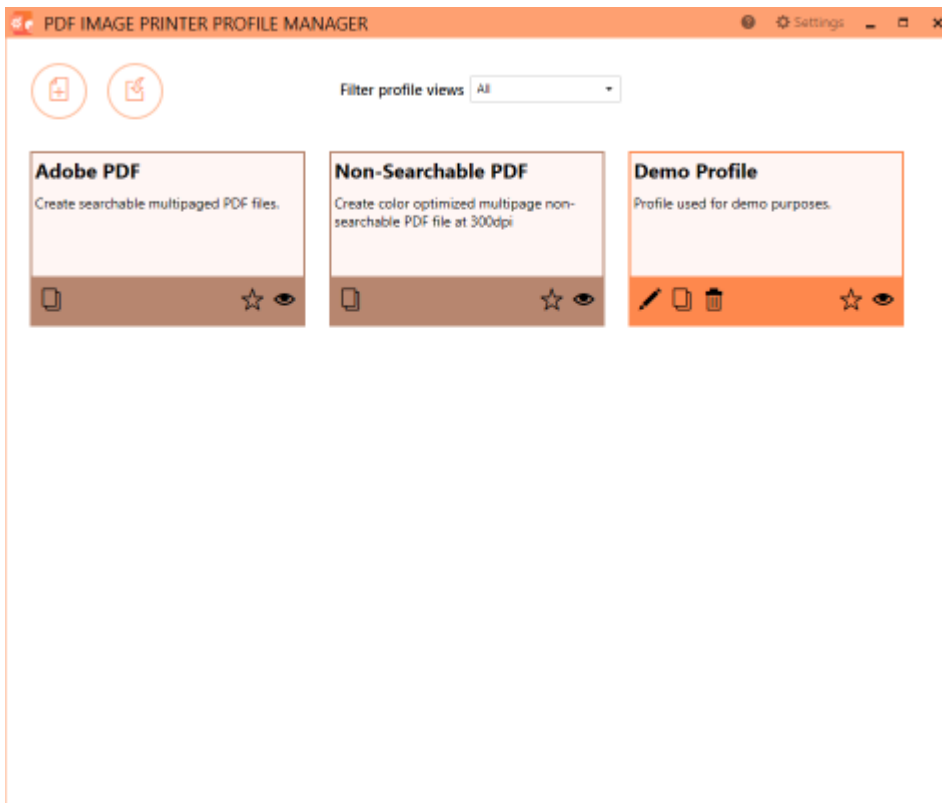 PDF IMAGE PRINTER PROFILE MANAGER
Settings
Filter profile views All
Adobe PDF
Create searchable multipaged PDF files.
Non-Searchable PDF
Create color optimized multipage non-
searchable PDF file at 300dpi
Demo Profile
Profile used for demo purposes.